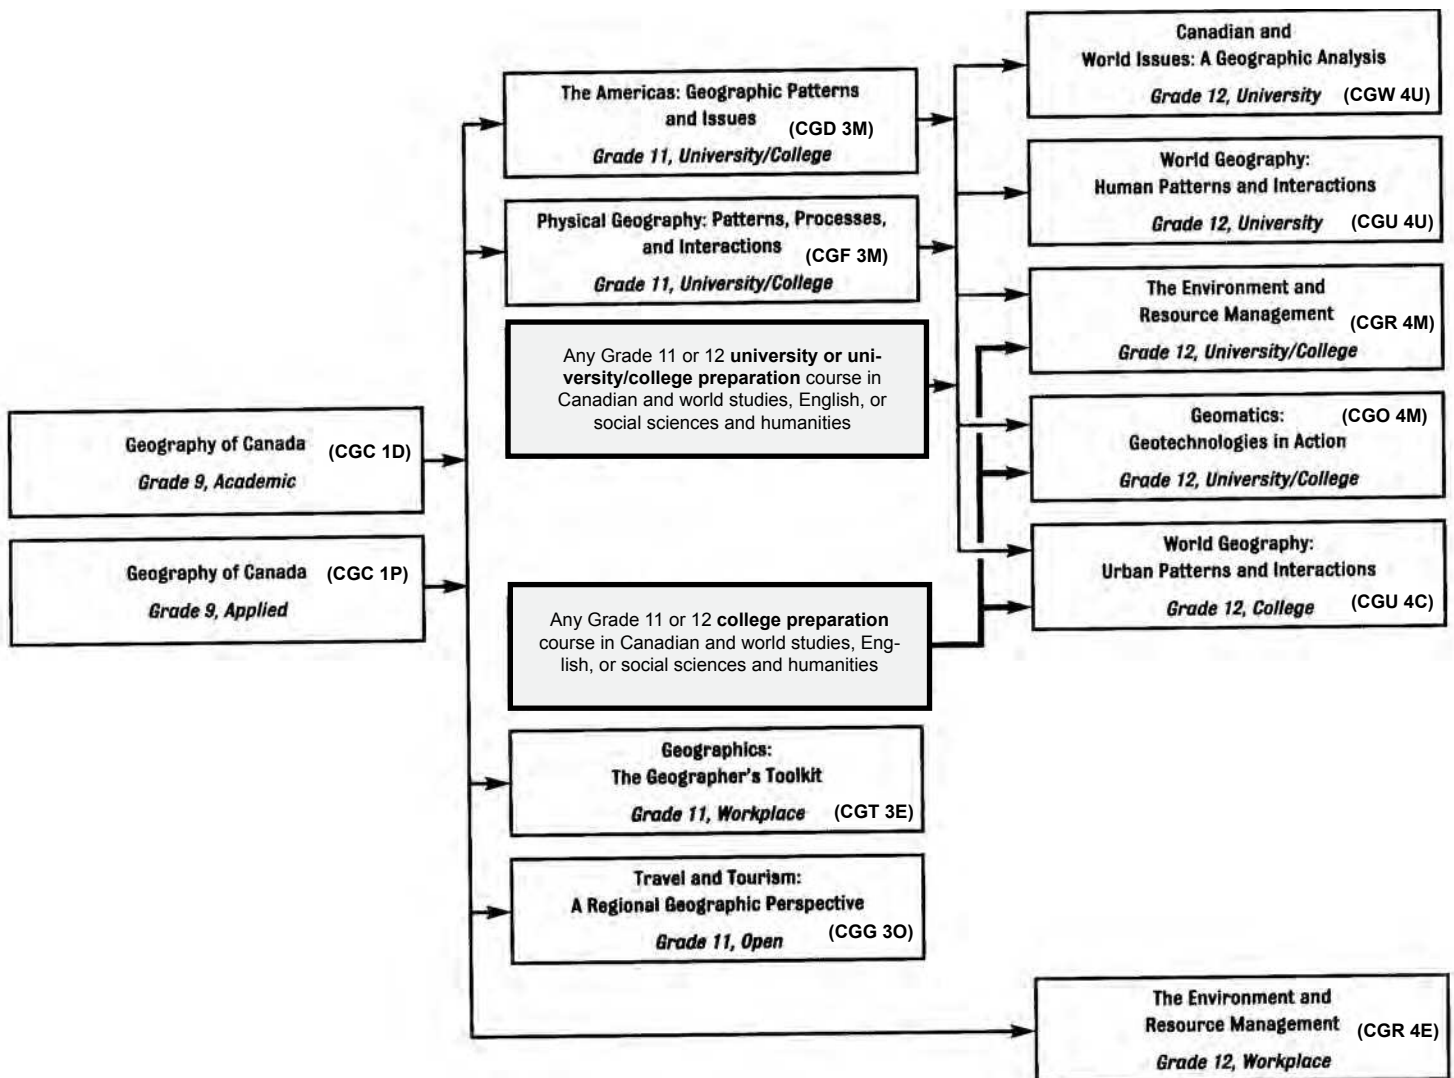 Canadian and
World Issues: A Geographic Analysis
Grade 12, University (CGW 4U)
The Americas: Geographic Patterns
and Issues (CGD 3M)
Grade 11, University/College
World Geography:
Human Patterns and Interactions
Grade 12, University (CGU 4U)
Physical Geography: Patterns, Processes,
and Interactions (CGF 3M)
Grade 11, University/College
The Environment and
Resource Management (CGR 4M)
Grade 12, University/College
Any Grade 11 or 12 university or uni-
versity/college preparation course in
Canadian and world studies, English, or
social sciences and humanities
Geomatics: (CGO 4M)
Geotechnologies in Action
Grade 12, University/College
Geography of Canada (CGC 1D)
Grade 9, Academic
World Geography:
Urban Patterns and Interactions
Grade 12, College (CGU 4C)
Geography of Canada (CGC 1P)
Grade 9, Applied
Any Grade 11 or 12 college preparation
course in Canadian and world studies, Eng-
lish, or social sciences and humanities
Geographics:
The Geographer's Toolkit
Grade 11, Workplace (CGT 3E)
Travel and Tourism:
A Regional Geographic Perspective
Grade 11, Open (CGG 3O)
The Environment and
Resource Management (CGR 4E)
Grade 12, Workplace